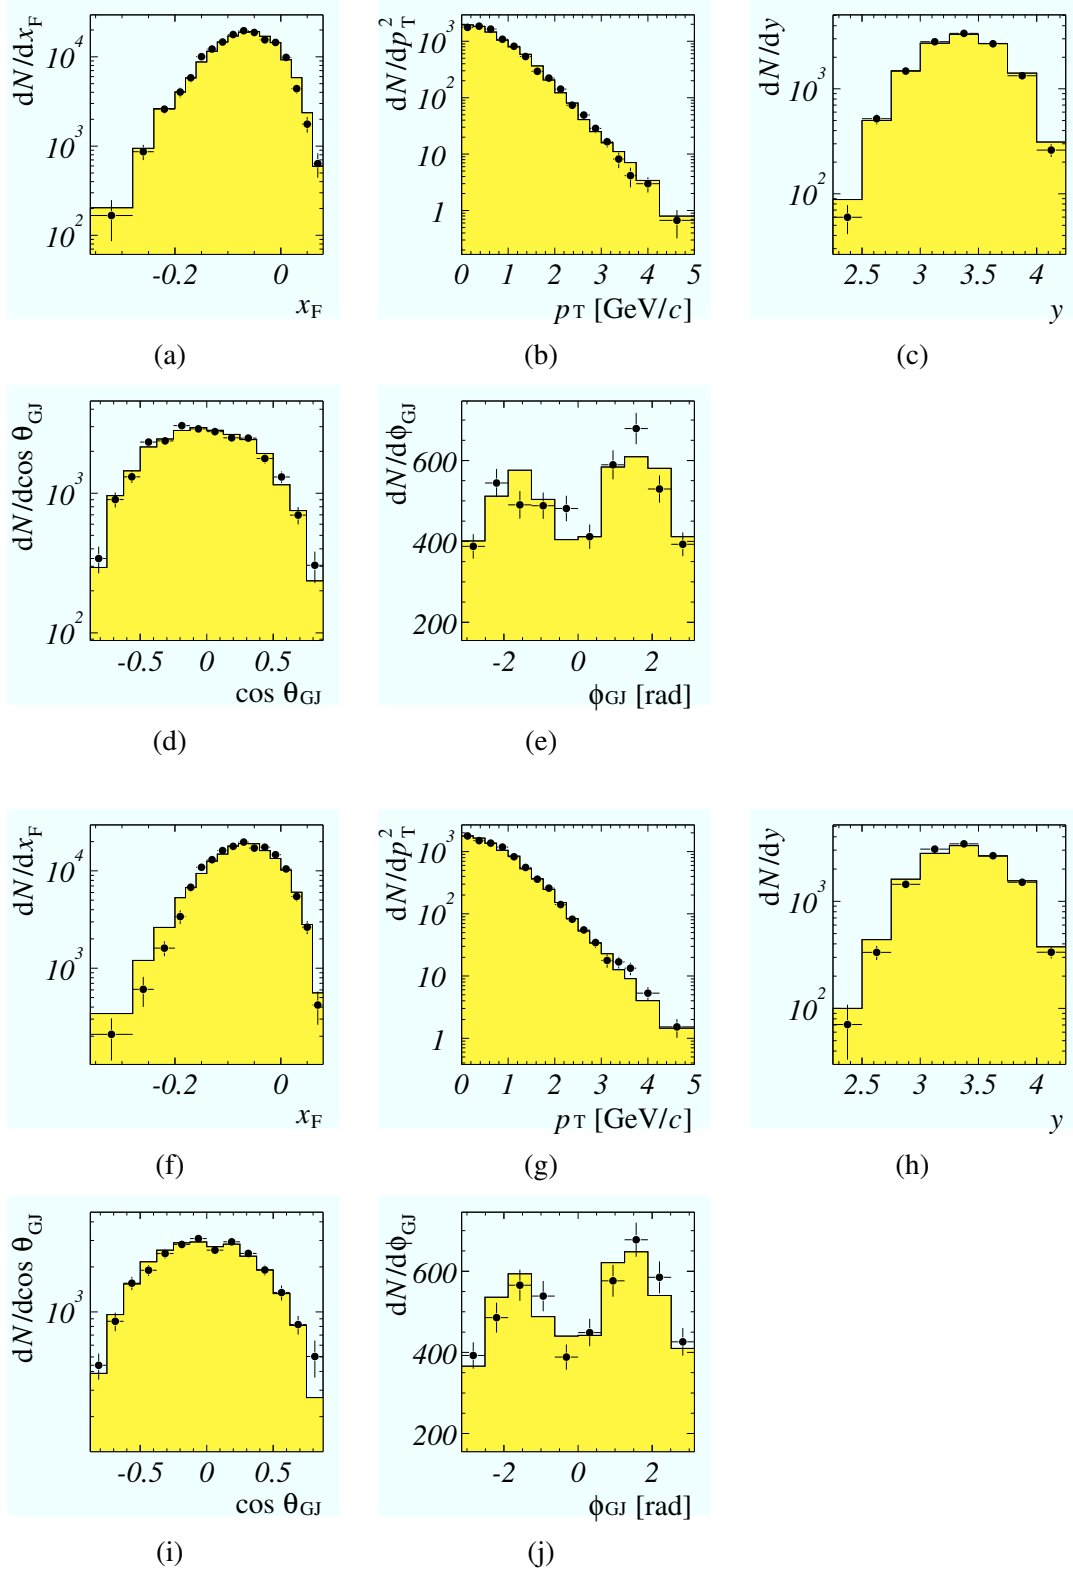 dN/dx_F
10^4
10^3
10^2
-0.2 0
x_F
(a)
dN/dp_T^2
10^3
10^2
10
1
0 1 2 3 4 5
p_T [GeV/c]
(b)
dN/dy
10^3
10^2
2.5 3 3.5 4
y
(c)
dN/dcos θ_GJ
10^3
10^2
-0.5 0 0.5
cos θ_GJ
(d)
dN/dϕ_GJ
600
400
200
-2 0 2
ϕ_GJ [rad]
(e)
dN/dx_F
10^4
10^3
-0.2 0
x_F
(f)
dN/dp_T^2
10^3
10^2
10
1
0 1 2 3 4 5
p_T [GeV/c]
(g)
dN/dy
10^3
10^2
2.5 3 3.5 4
y
(h)
dN/dcos θ_GJ
10^3
-0.5 0 0.5
cos θ_GJ
(i)
dN/dϕ_GJ
600
400
200
-2 0 2
ϕ_GJ [rad]
(j)